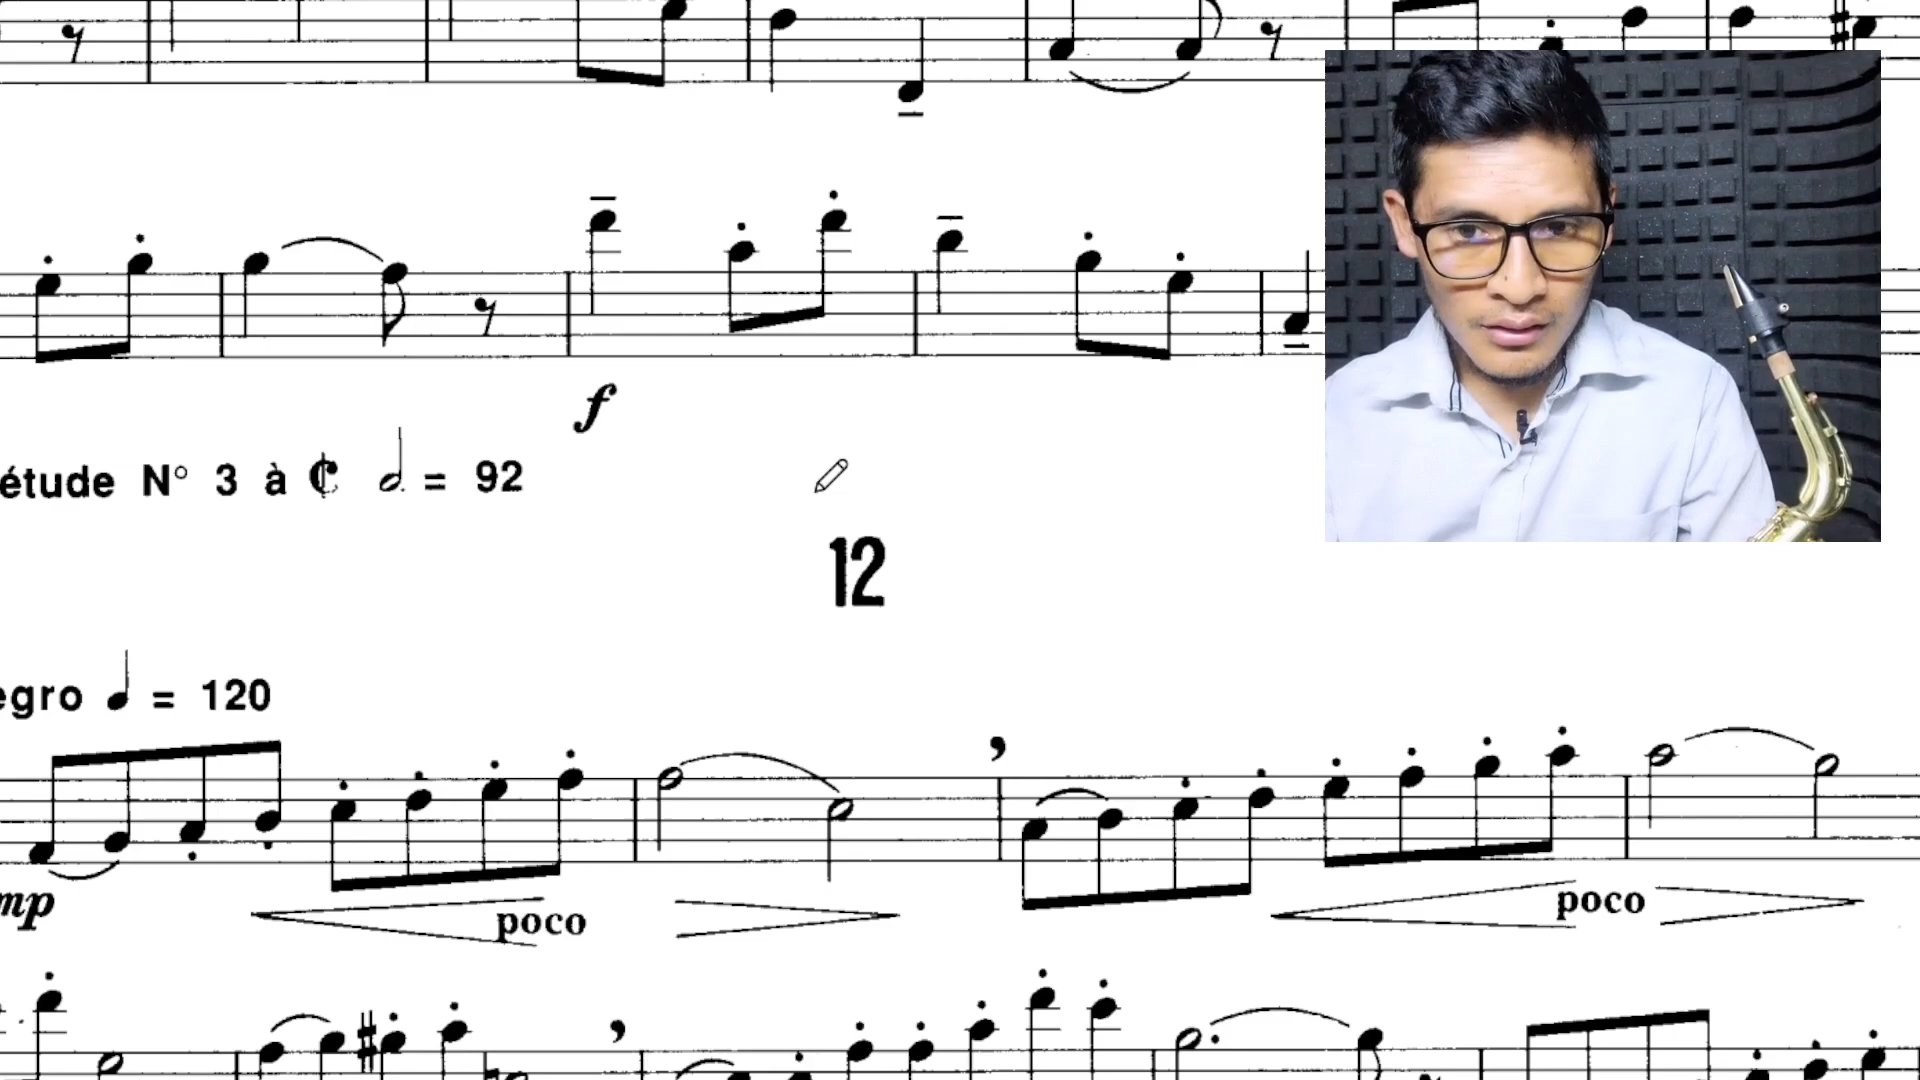 f
étude N° 3 à 𝄵 𝅗𝅥 = 92
12
egro ♩ = 120
mp
poco
poco